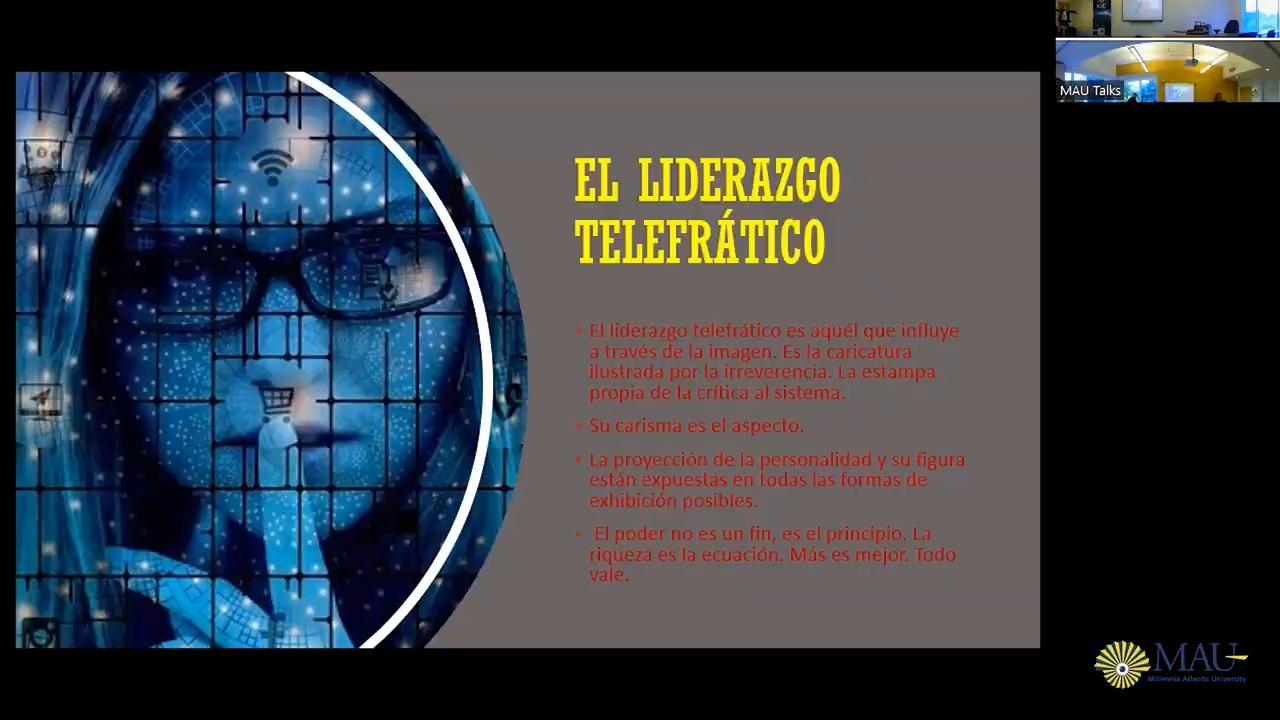 MAU Talks
EL LIDERAZGO
TELEFRÁTICO
• El liderazgo telefrático es aquél que influye
a través de la imagen. Es la caricatura
ilustrada por la irreverencia. La estampa
propia de la crítica al sistema.
• Su carisma es el aspecto.
• La proyección de la personalidad y su figura
están expuestas en todas las formas de
exhibición posibles.
• El poder no es un fin, es el principio. La
riqueza es la ecuación. Más es mejor. Todo
vale.
MAU
Millennia Atlantic University